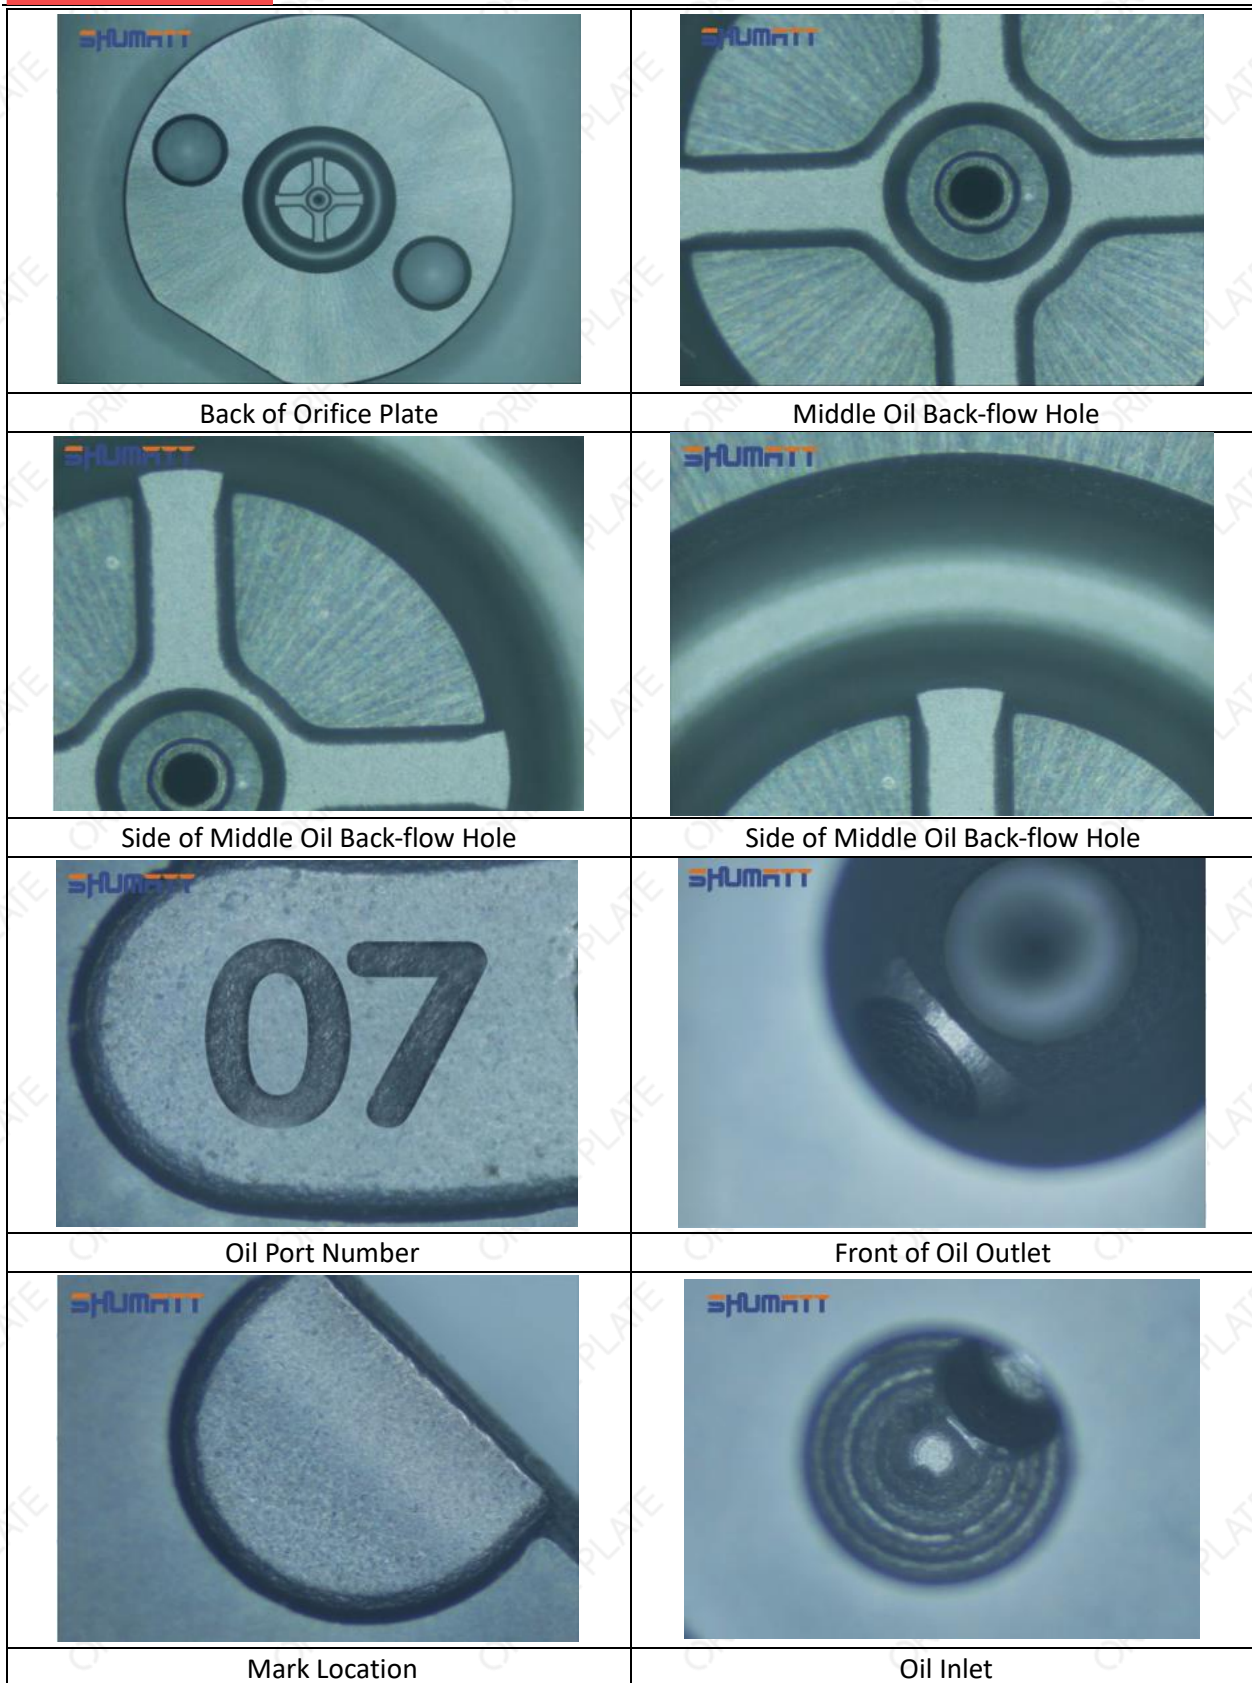 SHUMATT
SHUMATT
Back of Orifice Plate
Middle Oil Back-flow Hole
SHUMATT
SHUMATT
Side of Middle Oil Back-flow Hole
Side of Middle Oil Back-flow Hole
SHUMATT
SHUMATT
07
Oil Port Number
Front of Oil Outlet
SHUMATT
SHUMATT
Mark Location
Oil Inlet